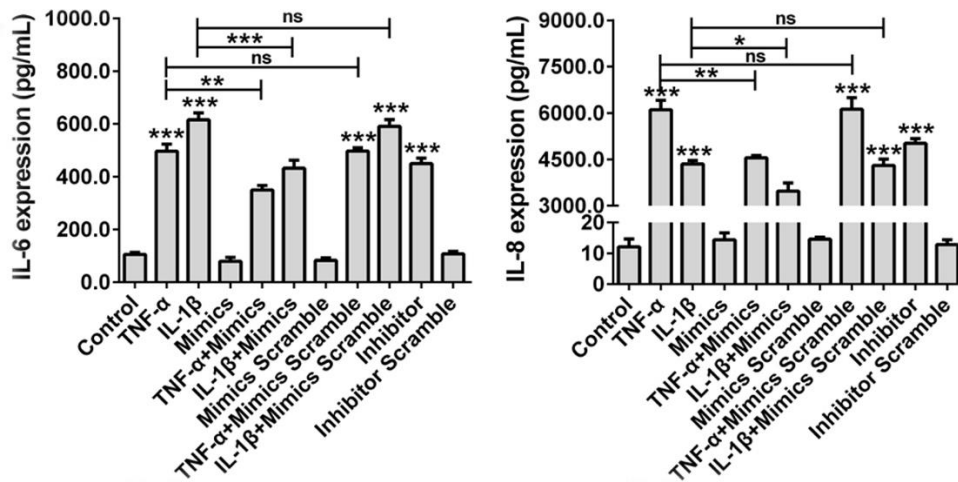 IL-6 expression (pg/mL)
1000.0
800.0
600.0
400.0
200.0
0.0
ns
***
ns
**
***
***
***
***
***
Control
TNF-α
IL-1β
Mimics
TNF-α+Mimics
IL-1β+Mimics
Mimics Scramble
TNF-α+Mimics Scramble
IL-1β+Mimics Scramble
Inhibitor
Inhibitor Scramble
IL-8 expression (pg/mL)
9000.0
7500.0
6000.0
4500.0
3000.0
20
10
0
ns
*
ns
**
***
***
***
***
***
Control
TNF-α
IL-1β
Mimics
TNF-α+Mimics
IL-1β+Mimics
Mimics Scramble
TNF-α+Mimics Scramble
IL-1β+Mimics Scramble
Inhibitor
Inhibitor Scramble